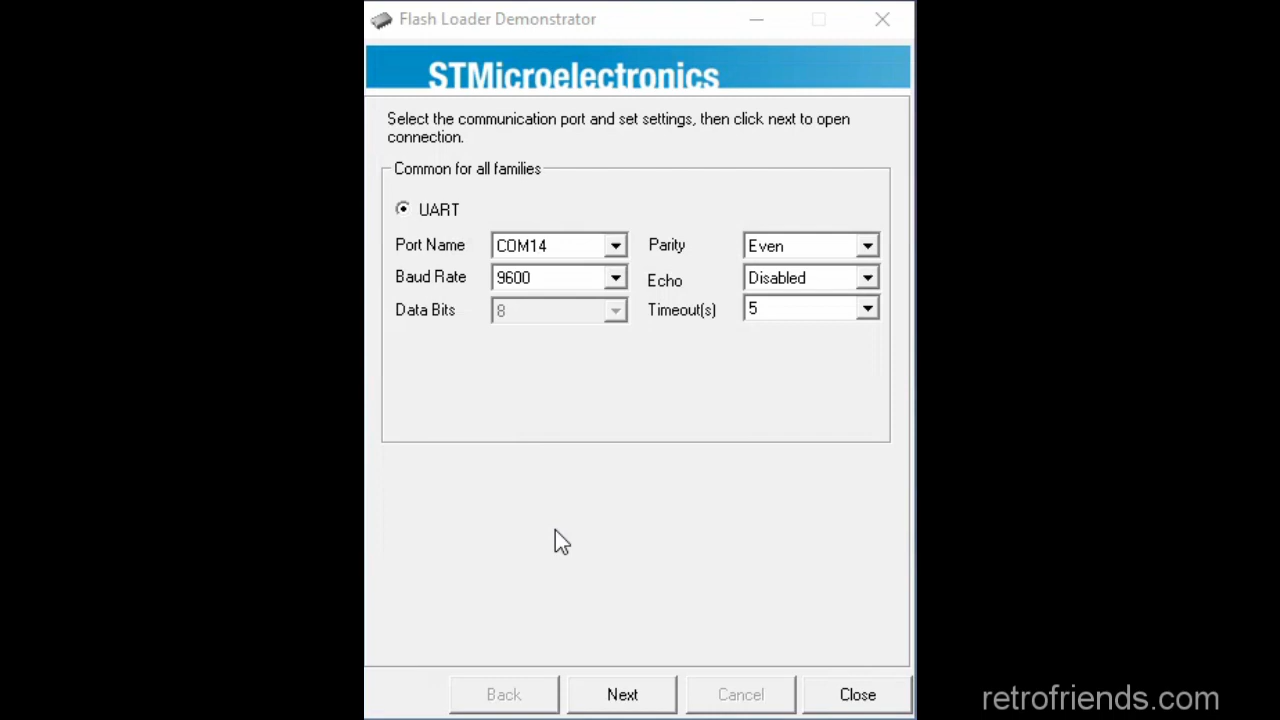 Flash Loader Demonstrator
STMicroelectronics
Select the communication port and set settings, then click next to open
connection.
Common for all families
UART
Port Name COM14 Parity Even
Baud Rate 9600 Echo Disabled
Data Bits 8 Timeout(s) 5
Back Next Cancel Close
retrofriends.com